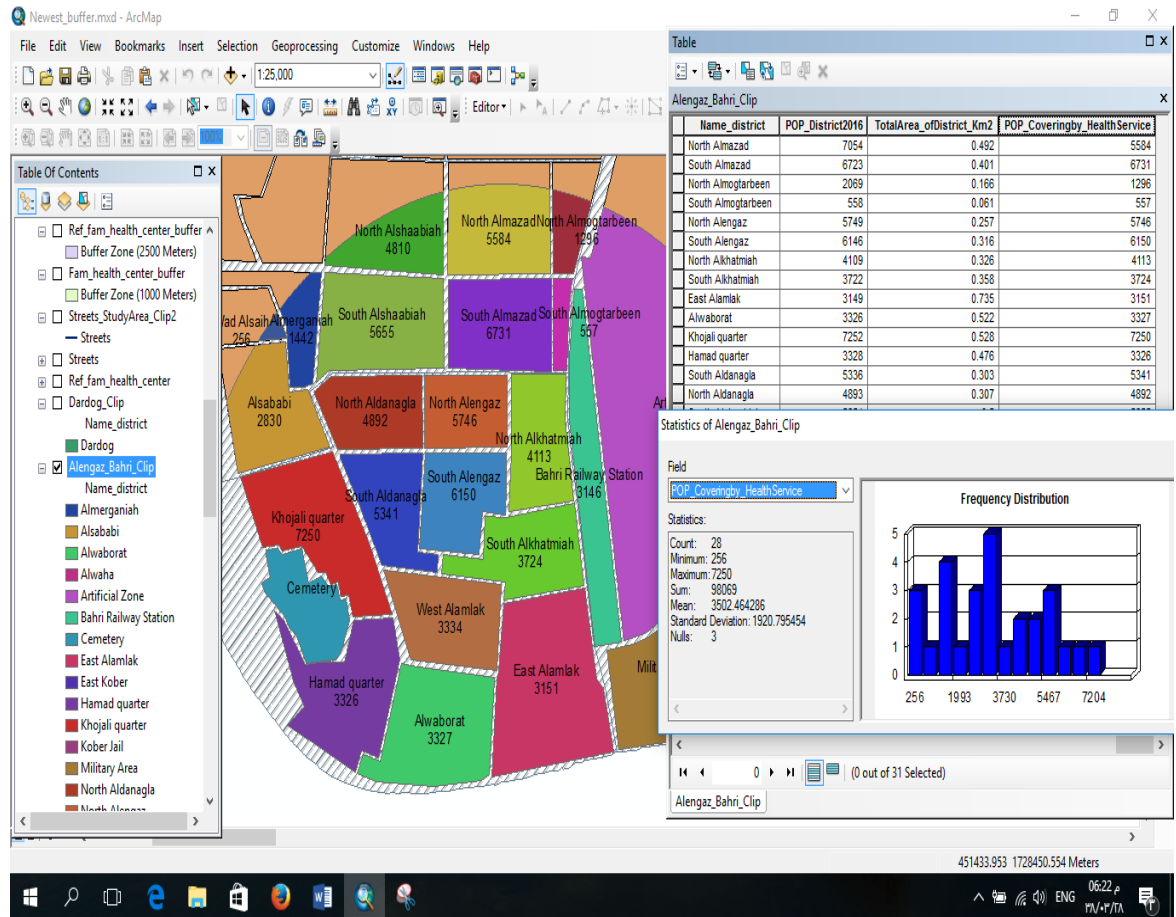 Newest_buffer.mxd - ArcMap
File Edit View Bookmarks Insert Selection Geoprocessing Customize Windows Help
1:25,000
Editor
100%
Table Of Contents
Ref_fam_health_center_buffer
Buffer Zone (2500 Meters)
Fam_health_center_buffer
Buffer Zone (1000 Meters)
Streets_StudyArea_Clip2
Streets
Streets
Ref_fam_health_center
Dardog_Clip
Name_district
Dardog
Alengaz_Bahri_Clip
Name_district
Almerganiah
Alsababi
Alwaborat
Alwaha
Artificial Zone
Bahri Railway Station
Cemetery
East Alamlak
East Kober
Hamad quarter
Khojali quarter
Kober Jail
Military Area
North Aldanagla
North Alengaz
North Alshaabiah
4810
North Almazad
5584
North Almogtarbeen
1296
Alsaih
256
Almerganiah
1442
South Alshaabiah
5655
South Almazad
6731
South Almogtarbeen
557
Alsababi
2830
North Aldanagla
4892
North Alengaz
5746
North Alkhatmiah
4113
Bahri Railway Station
3146
Khojali quarter
7250
South Aldanagla
5341
South Alengaz
6150
South Alkhatmiah
3724
Cemetery
West Alamlak
3334
Hamad quarter
3326
Alwaborat
3327
East Alamlak
3151
Milit
Table
Alengaz_Bahri_Clip
Name_district POP_District2016 TotalArea_ofDistrict_Km2 POP_Coveringby_HealthService
North Almazad 7054 0.492 5584
South Almazad 6723 0.401 6731
North Almogtarbeen 2069 0.166 1296
South Almogtarbeen 558 0.061 557
North Alengaz 5749 0.257 5746
South Alengaz 6146 0.316 6150
North Alkhatmiah 4109 0.326 4113
South Alkhatmiah 3722 0.358 3724
East Alamlak 3149 0.735 3151
Alwaborat 3326 0.522 3327
Khojali quarter 7252 0.528 7250
Hamad quarter 3328 0.476 3326
South Aldanagla 5336 0.303 5341
North Aldanagla 4893 0.307 4892
Statistics of Alengaz_Bahri_Clip
Field
POP_Coveringby_HealthService
Statistics:
Count: 28
Minimum: 256
Maximum: 7250
Sum: 98069
Mean: 3502.464286
Standard Deviation: 1920.795454
Nulls: 3
Frequency Distribution
5
4
3
2
1
0
256 1993 3730 5467 7204
0 (0 out of 31 Selected)
Alengaz_Bahri_Clip
451433.953 1728450.554 Meters
ENG
06:22 م